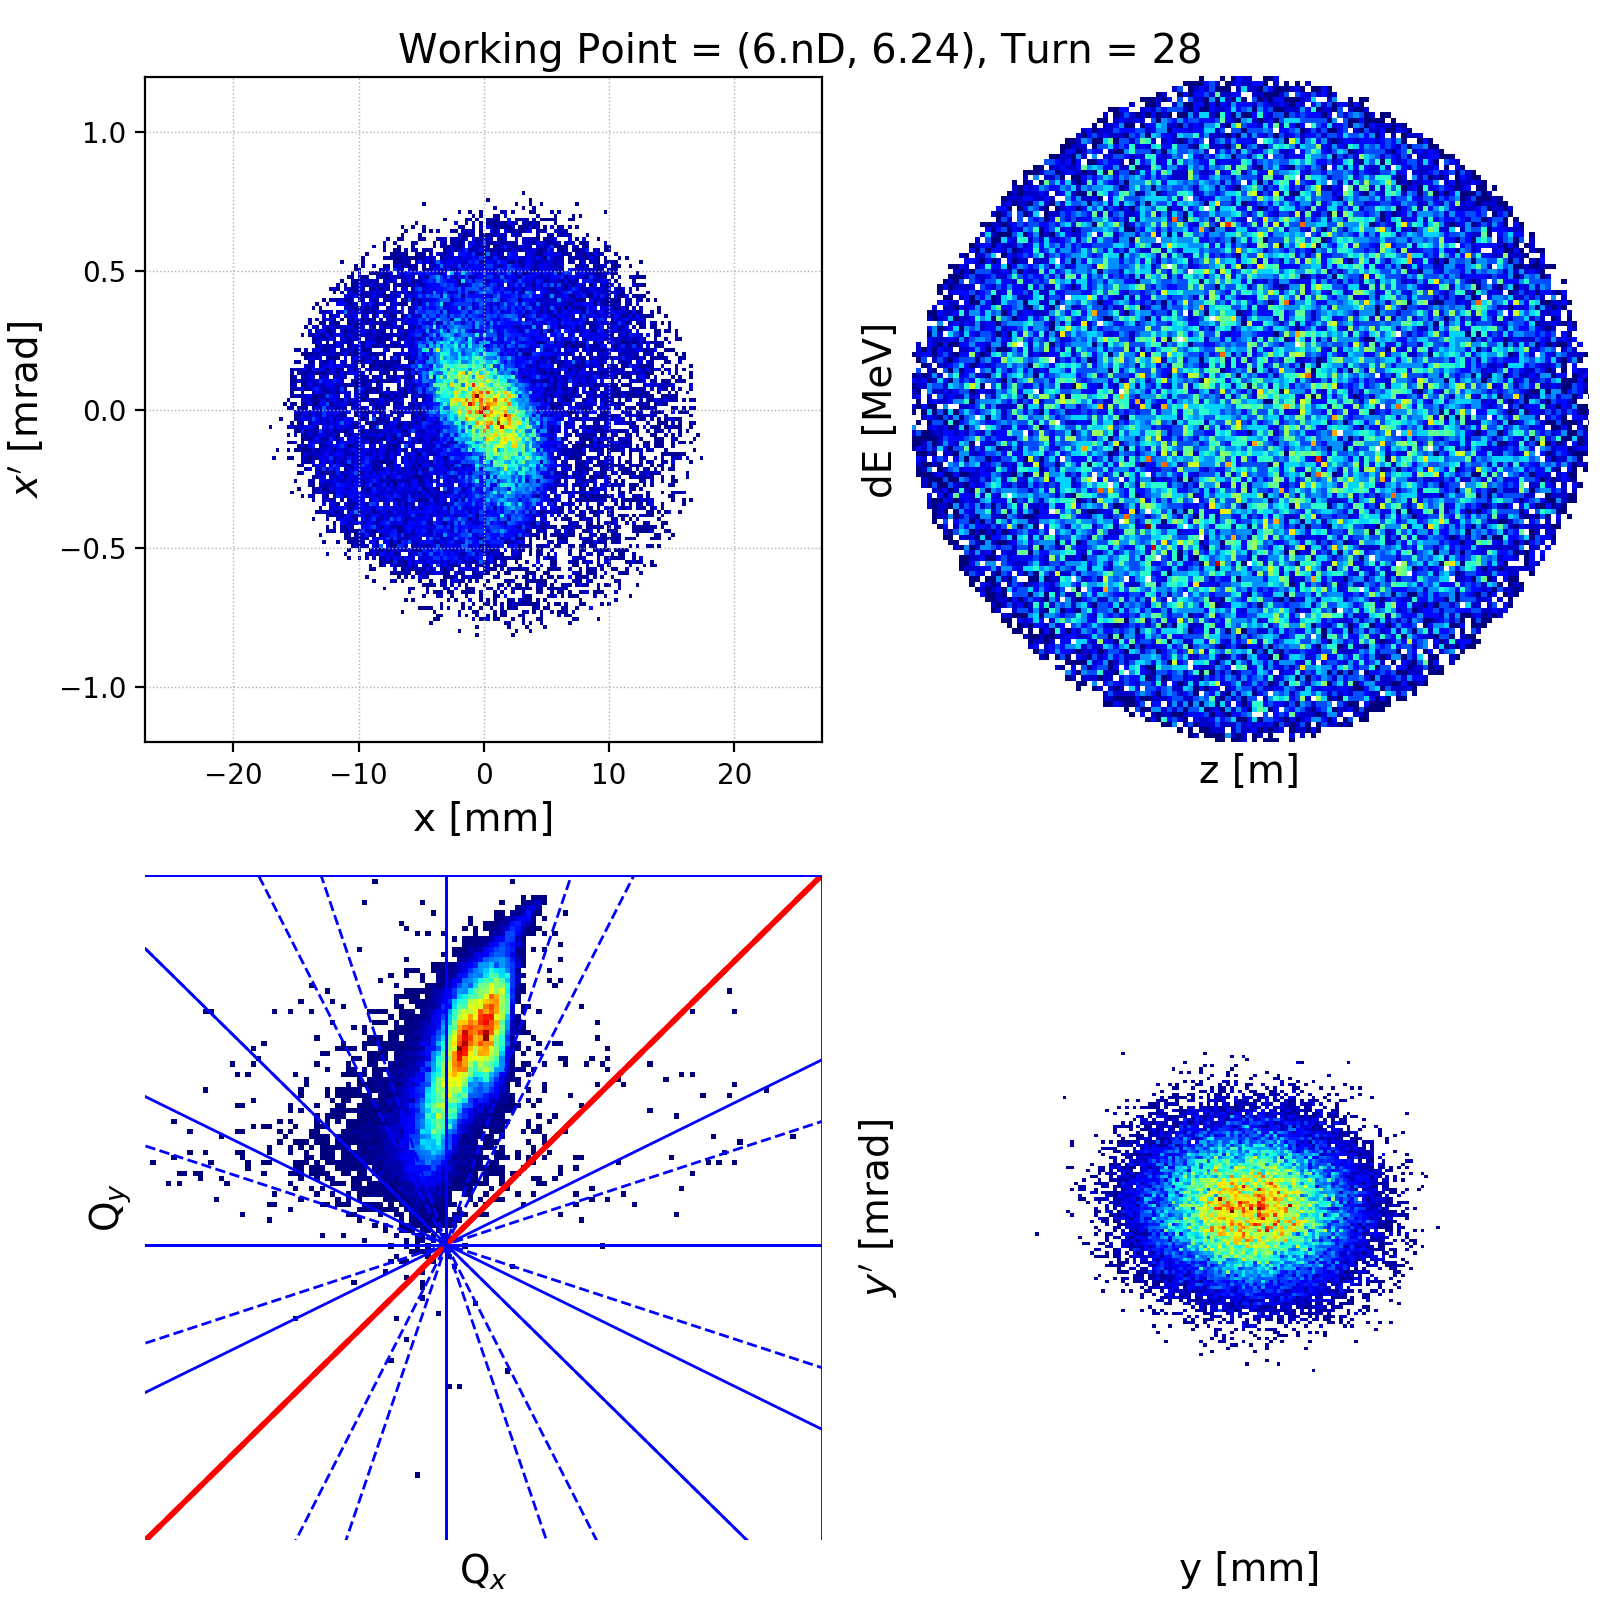 Working Point = (6.nD, 6.24), Turn = 28
1.0
0.5
0.0
−0.5
−1.0
x′ [mrad]
−20 −10 0 10 20
x [mm]
dE [MeV]
z [m]
Qy
Qx
y′ [mrad]
y [mm]